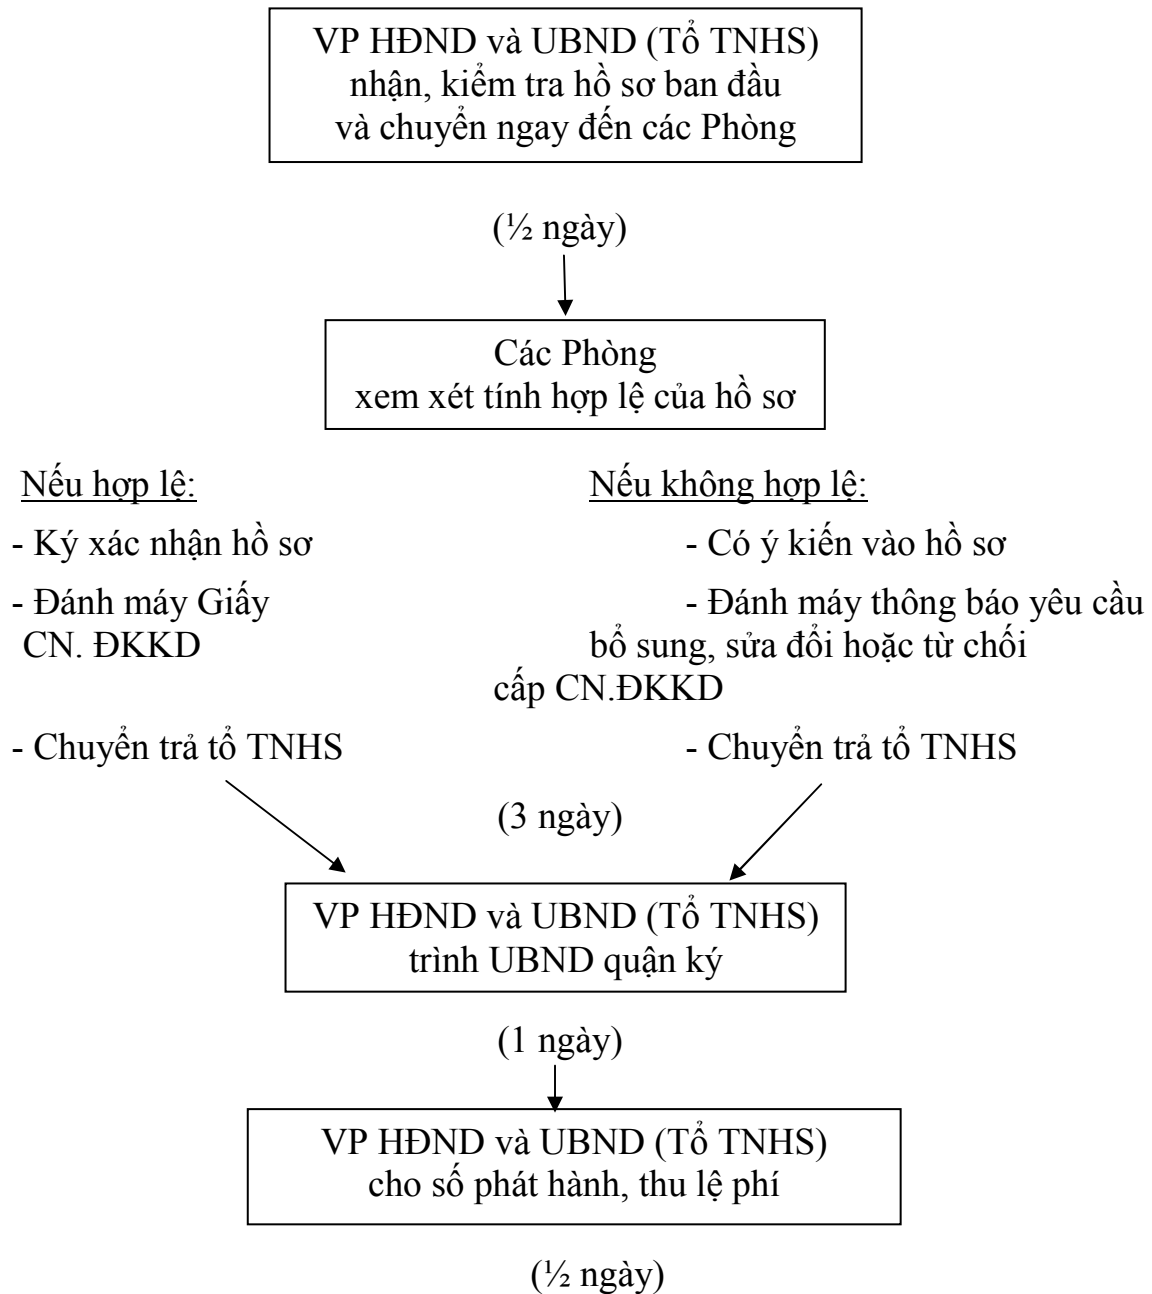 VP HĐND và UBND (Tổ TNHS)
nhận, kiểm tra hồ sơ ban đầu
và chuyển ngay đến các Phòng
(½ ngày)
Các Phòng
xem xét tính hợp lệ của hồ sơ
Nếu hợp lệ:
- Ký xác nhận hồ sơ
- Đánh máy Giấy
CN. ĐKKD
- Chuyển trả tổ TNHS
Nếu không hợp lệ:
- Có ý kiến vào hồ sơ
- Đánh máy thông báo yêu cầu
bổ sung, sửa đổi hoặc từ chối
cấp CN.ĐKKD
- Chuyển trả tổ TNHS
(3 ngày)
VP HĐND và UBND (Tổ TNHS)
trình UBND quận ký
(1 ngày)
VP HĐND và UBND (Tổ TNHS)
cho số phát hành, thu lệ phí
(½ ngày)